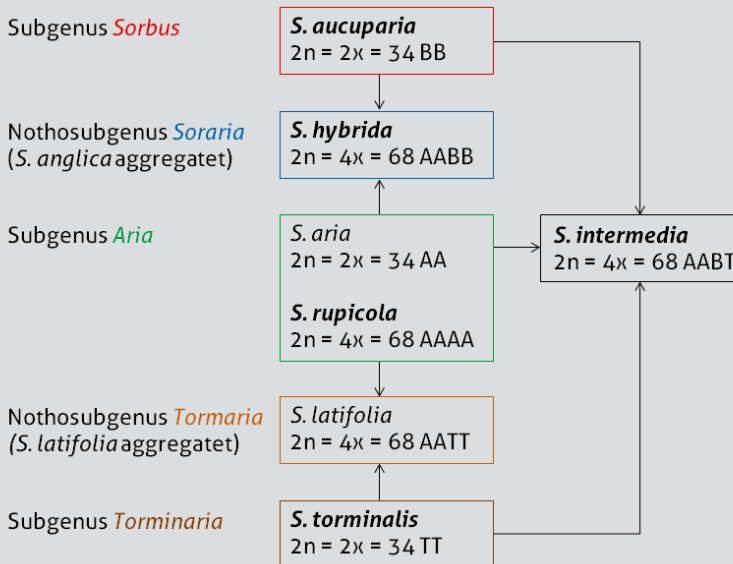 Subgenus Sorbus
S. aucuparia
2n = 2x = 34 BB
Nothosubgenus Soraria
(S. anglica aggregatet)
S. hybrida
2n = 4x = 68 AABB
Subgenus Aria
S. aria
2n = 2x = 34 AA
S. rupicola
2n = 4x = 68 AAAA
S. intermedia
2n = 4x = 68 AABT
Nothosubgenus Tormaria
(S. latifolia aggregatet)
S. latifolia
2n = 4x = 68 AATT
Subgenus Torminaria
S. torminalis
2n = 2x = 34 TT